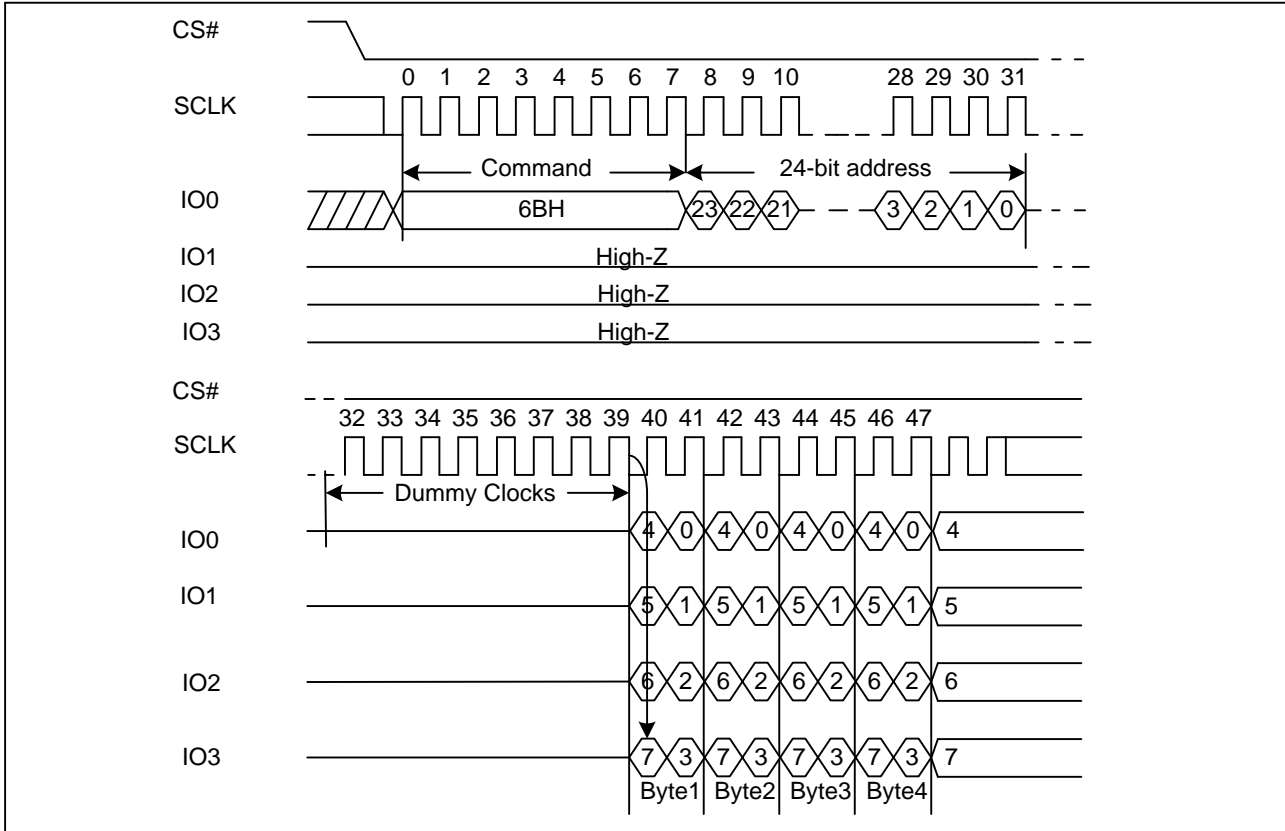 CS#
0 1 2 3 4 5 6 7 8 9 10 28 29 30 31
SCLK
Command 24-bit address
IO0 6BH 23 22 21 3 2 1 0
IO1 High-Z
IO2 High-Z
IO3 High-Z
CS#
32 33 34 35 36 37 38 39 40 41 42 43 44 45 46 47
SCLK
Dummy Clocks
IO0 4 0 4 0 4 0 4 0 4
IO1 5 1 5 1 5 1 5 1 5
IO2 6 2 6 2 6 2 6 2 6
IO3 7 3 7 3 7 3 7 3 7
Byte1 Byte2 Byte3 Byte4